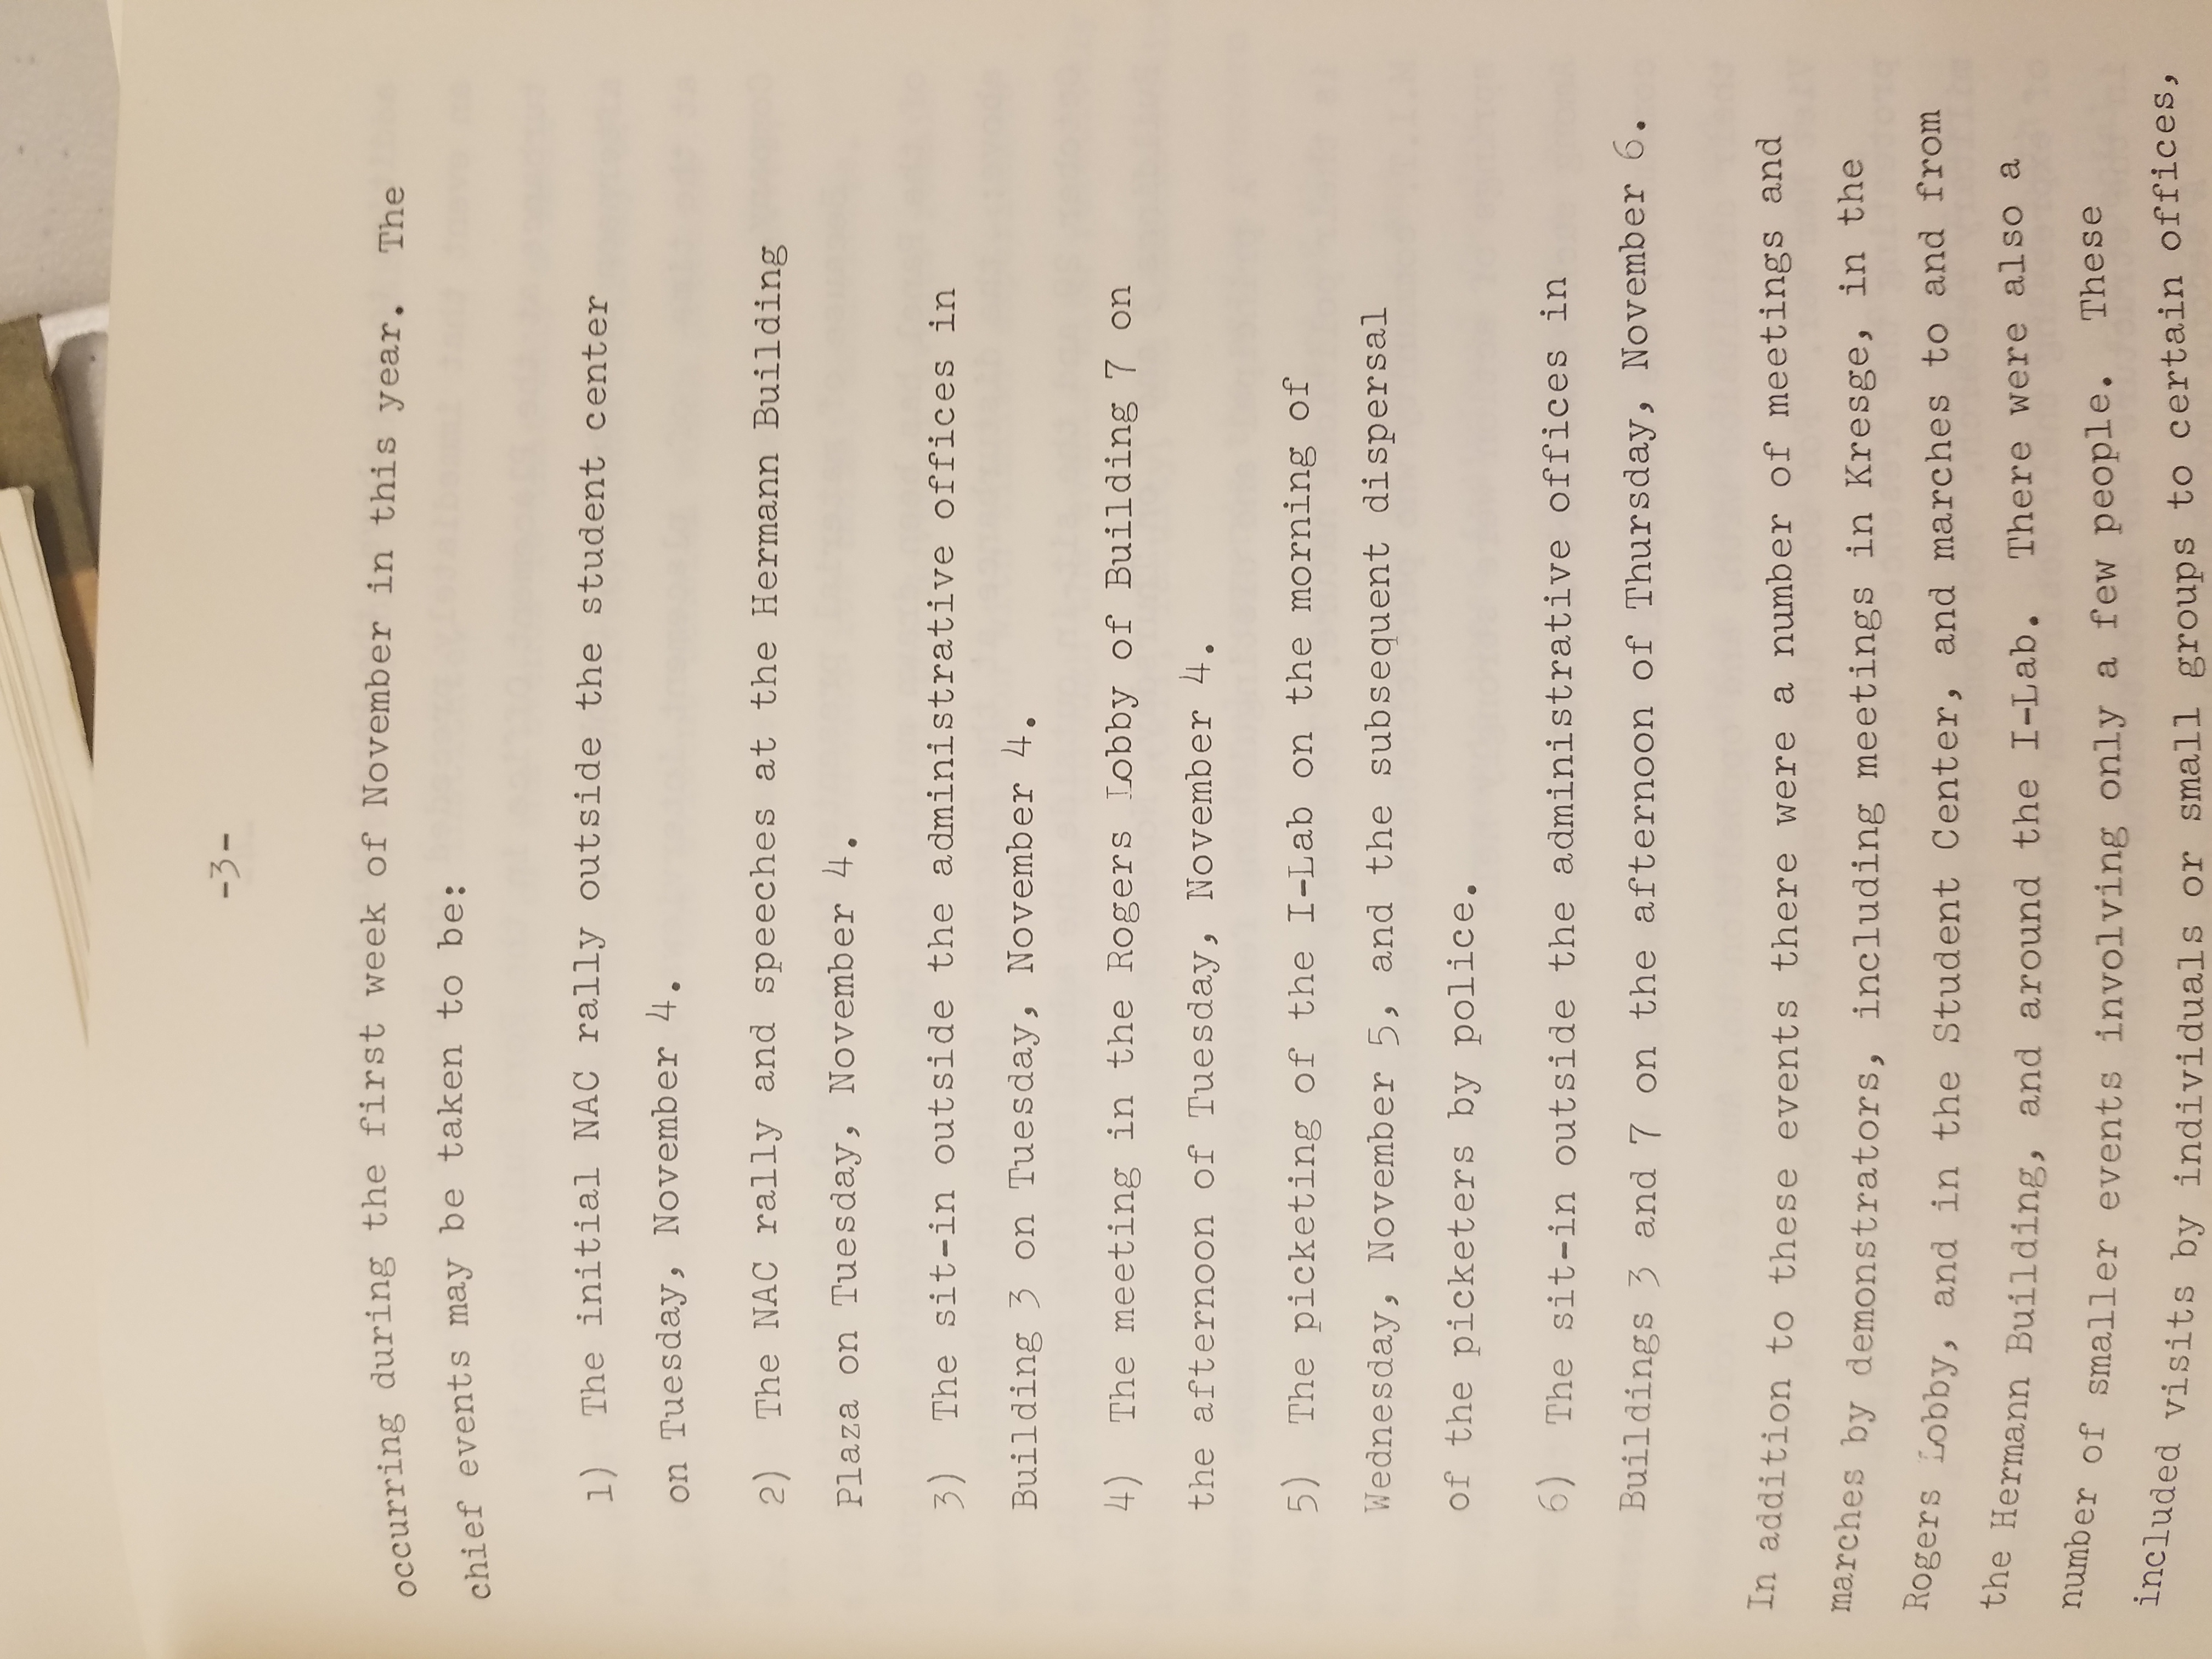 -3-
occurring during the first week of November in this year. The
chief events may be taken to be:
1) The initial NAC rally outside the student center
on Tuesday, November 4.
2) The NAC rally and speeches at the Hermann Building
Plaza on Tuesday, November 4.
3) The sit-in outside the administrative offices in
Building 3 on Tuesday, November 4.
4) The meeting in the Rogers Lobby of Building 7 on
the afternoon of Tuesday, November 4.
5) The picketing of the I-Lab on the morning of
Wednesday, November 5, and the subsequent dispersal
of the picketers by police.
6) The sit-in outside the administrative offices in
Buildings 3 and 7 on the afternoon of Thursday, November 6.
In addition to these events there were a number of meetings and
marches by demonstrators, including meetings in Kresge, in the
Rogers Lobby, and in the Student Center, and marches to and from
the Hermann Building, and around the I-Lab. There were also a
number of smaller events involving only a few people. These
included visits by individuals or small groups to certain offices,